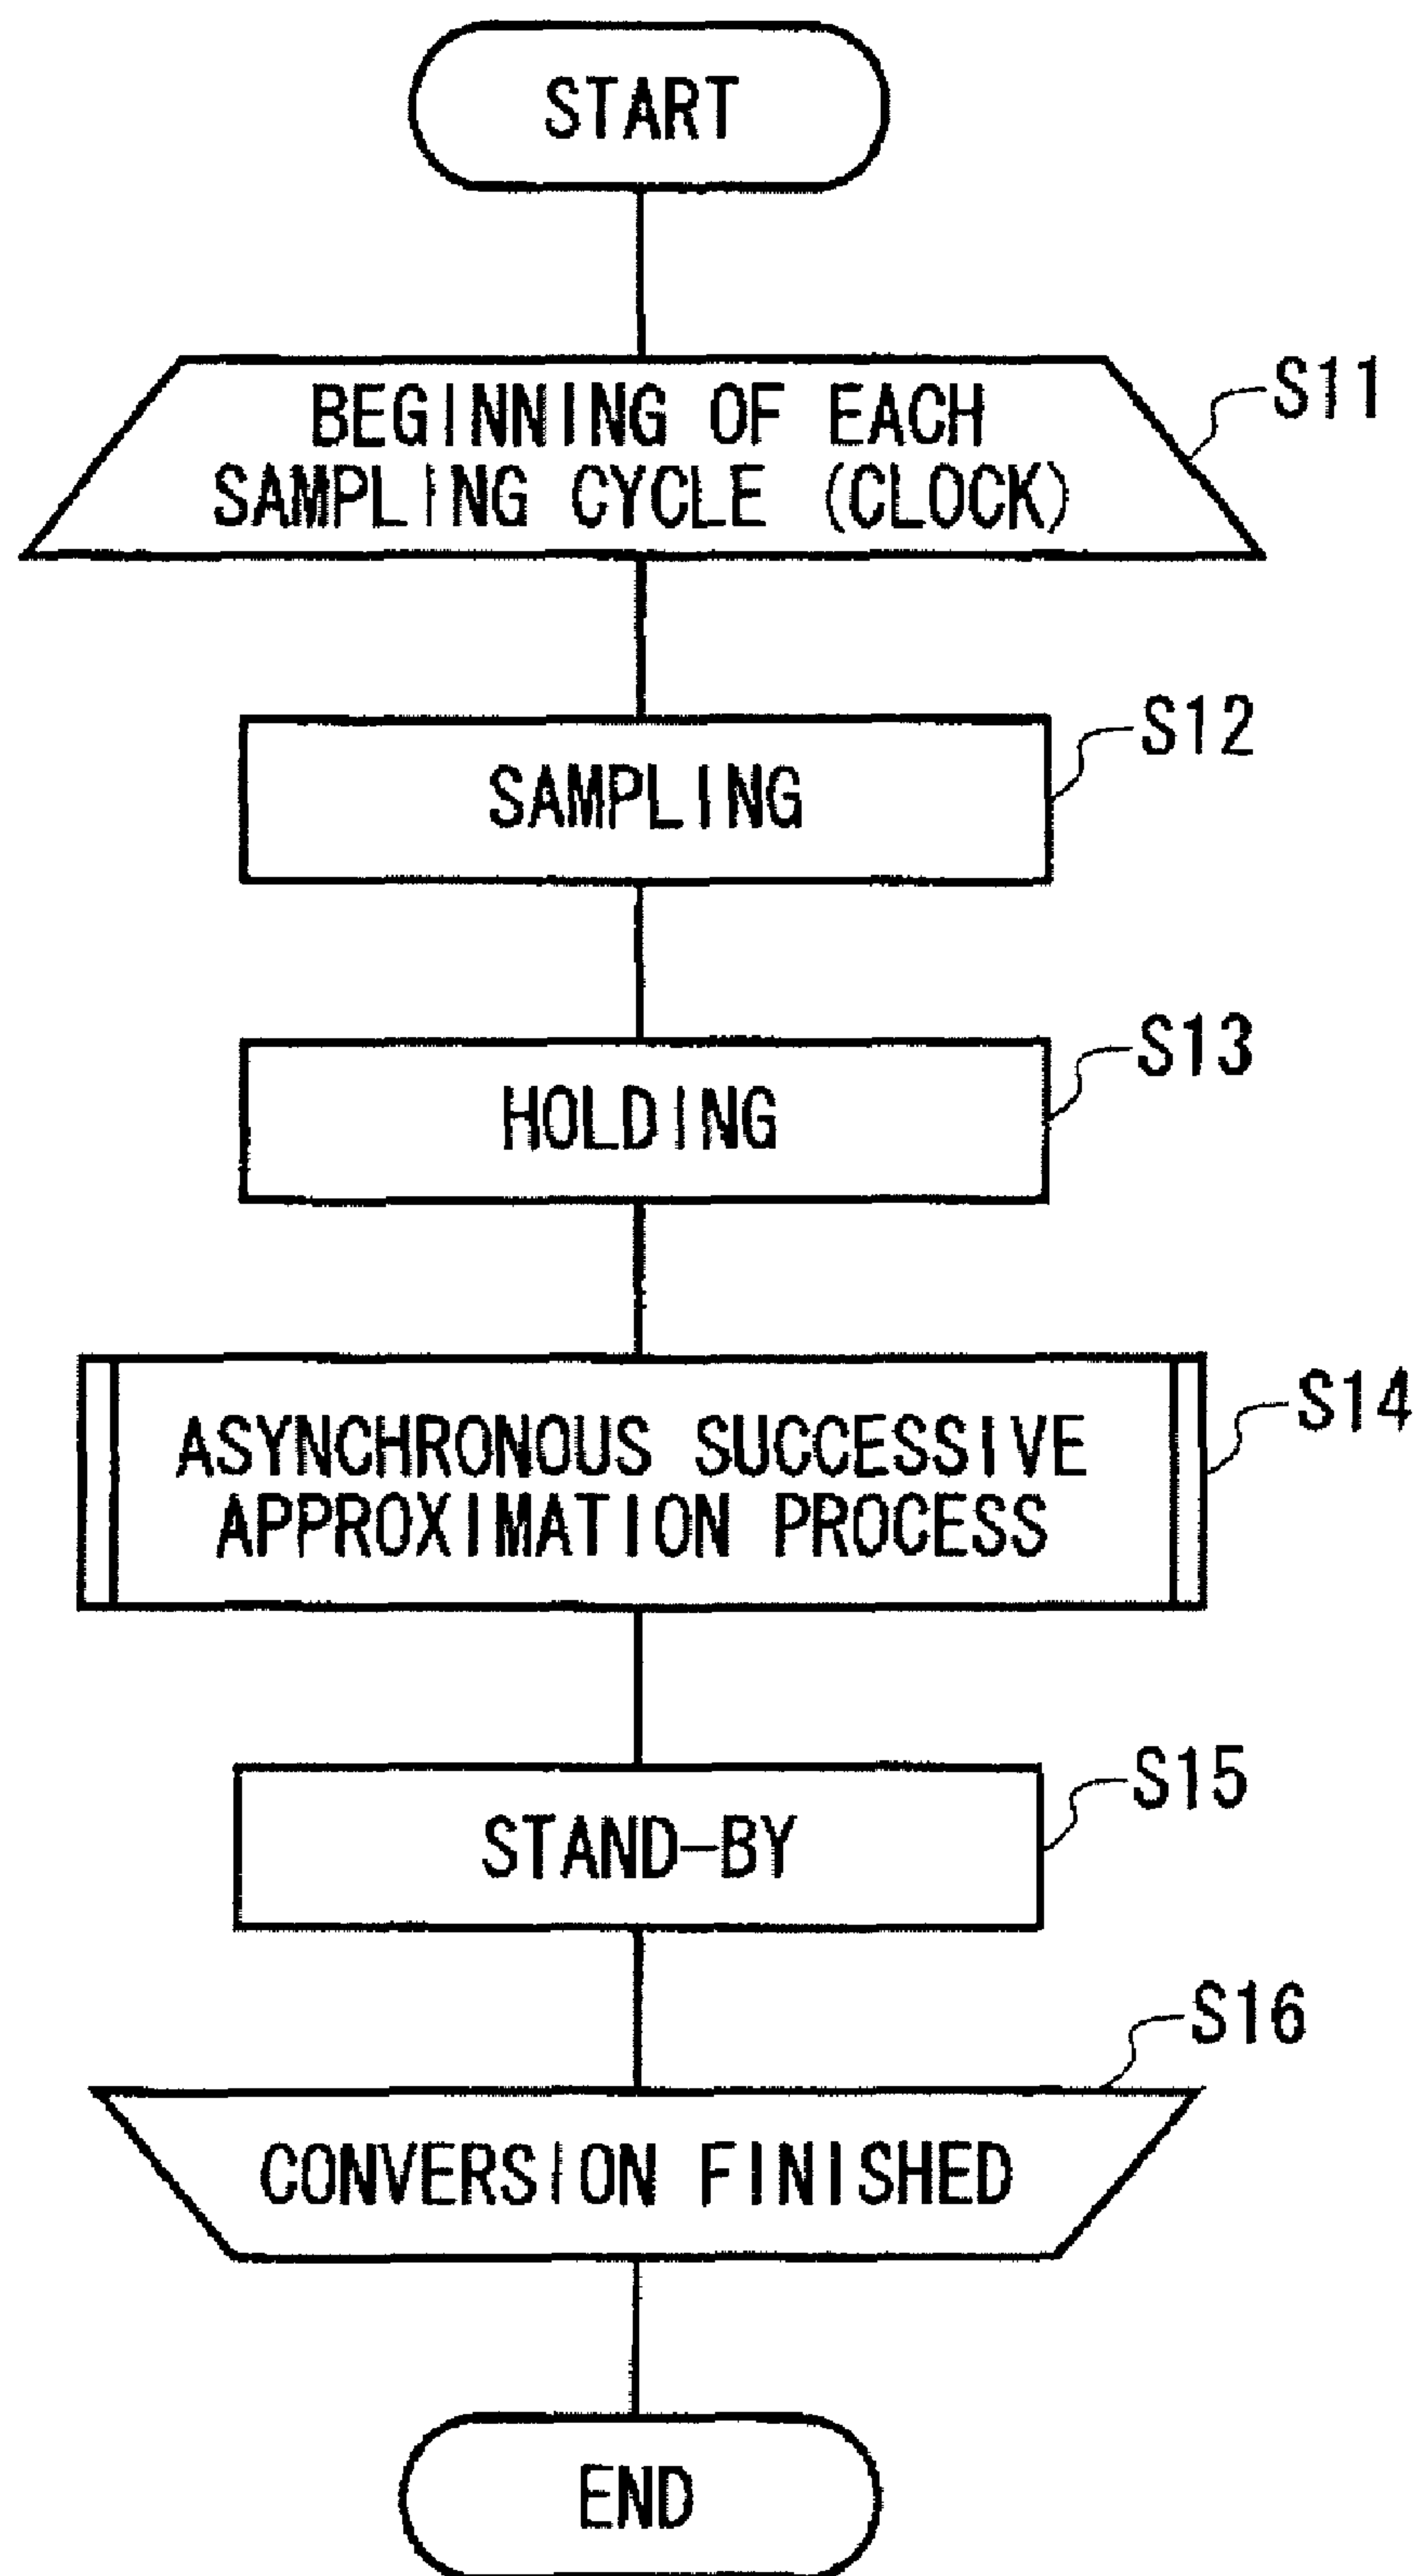 START
BEGINNING OF EACH
SAMPLING CYCLE (CLOCK)
S11
SAMPLING
S12
HOLDING
S13
ASYNCHRONOUS SUCCESSIVE
APPROXIMATION PROCESS
S14
STAND-BY
S15
CONVERSION FINISHED
S16
END